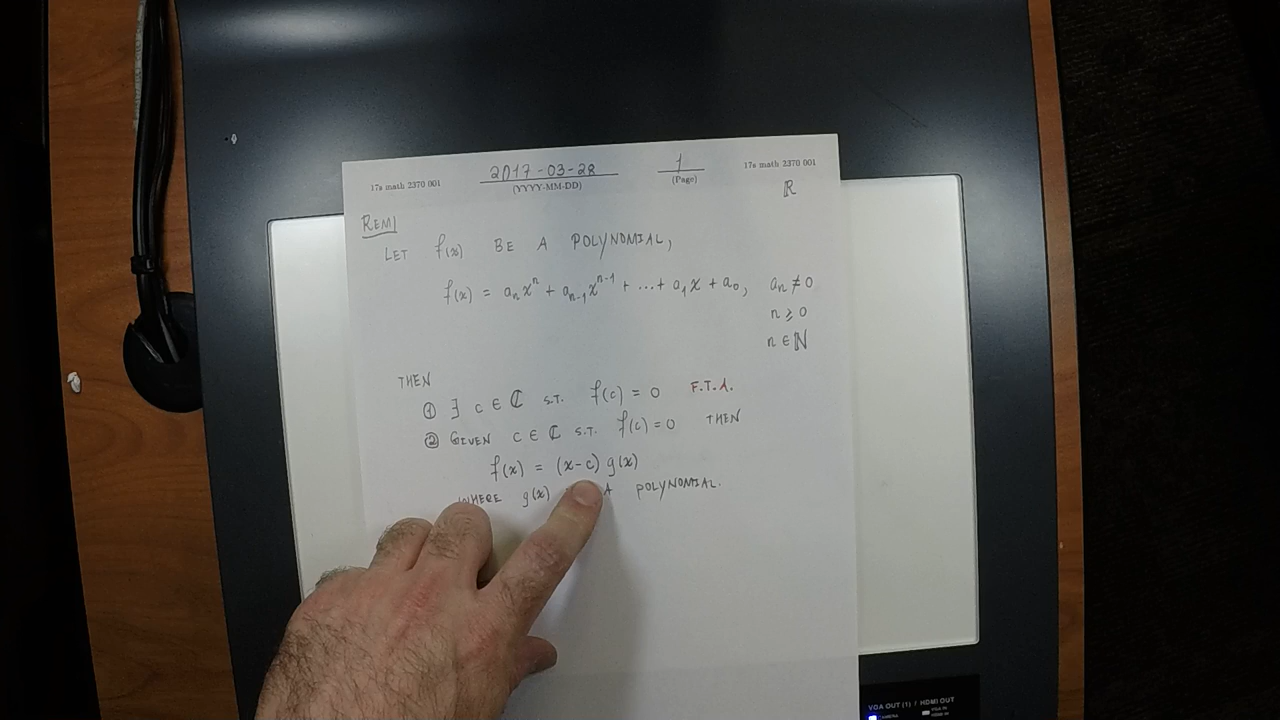 17s math 2370 001
2017-03-28
(YYYY-MM-DD)
1
(Page)
17s math 2370 001
ℝ
REM|
LET f(x) BE A POLYNOMIAL,
f(x) = aₙxⁿ + aₙ₋₁xⁿ⁻¹ + ... + a₁x + a₀, aₙ ≠ 0
n ⩾ 0
n ∈ ℕ
THEN
① ∃ c ∈ ℂ S.T. f(c) = 0 F.T.A.
② GIVEN c ∈ ℂ S.T. f(c) = 0 THEN
f(x) = (x-c) g(x)
WHERE g(x) A POLYNOMIAL.
VGA OUT (1) / HDMI OUT